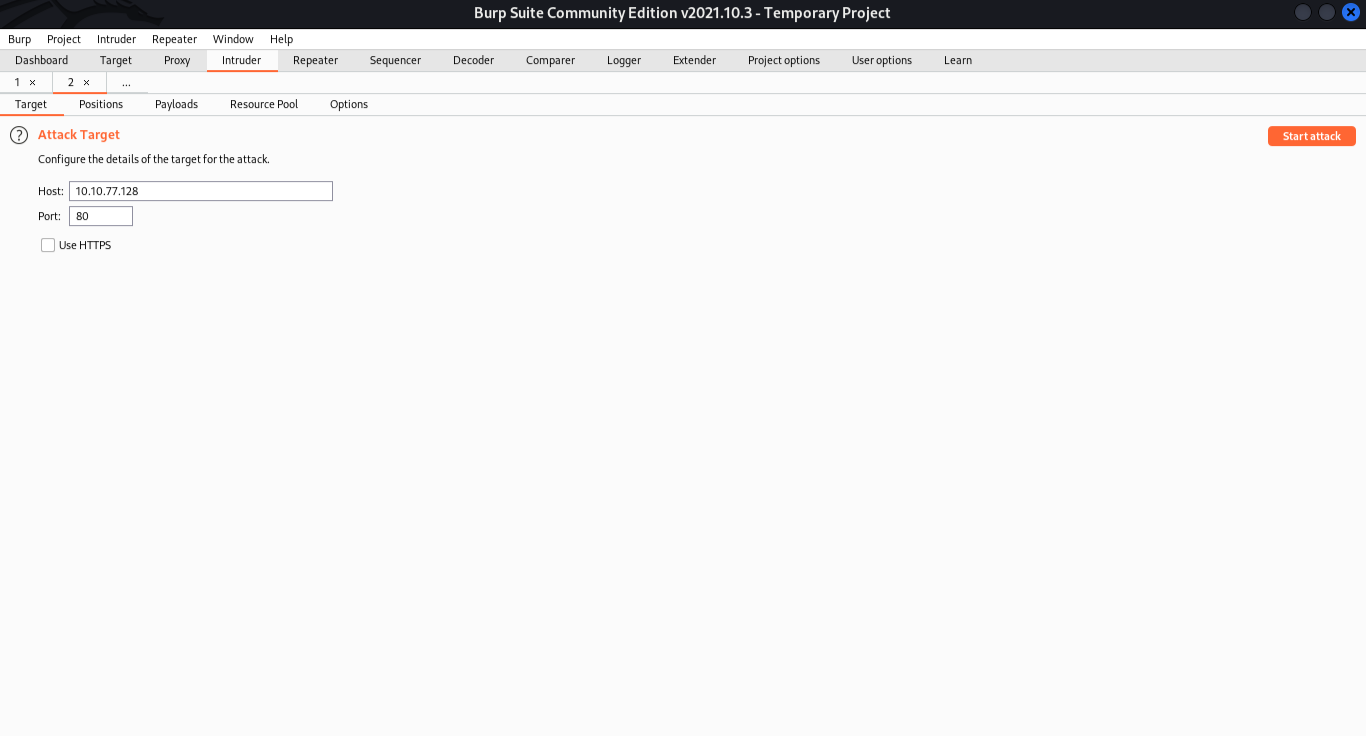 Burp Suite Community Edition v2021.10.3 - Temporary Project
Burp Project Intruder Repeater Window Help
Dashboard Target Proxy Intruder Repeater Sequencer Decoder Comparer Logger Extender Project options User options Learn
1 × 2 × ...
Target Positions Payloads Resource Pool Options
? Attack Target Start attack
Configure the details of the target for the attack.
Host: 10.10.77.128
Port: 80
Use HTTPS